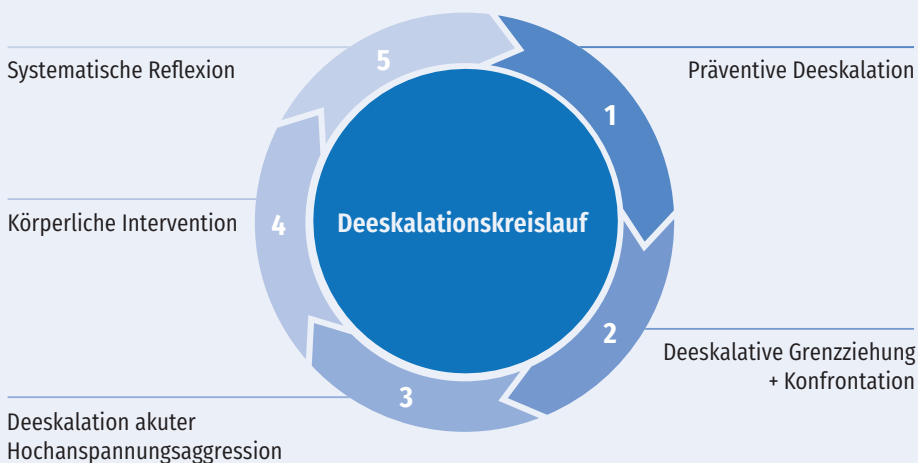 Deeskalationskreislauf
1
Präventive Deeskalation
2
Deeskalative Grenzziehung
+ Konfrontation
3
Deeskalation akuter
Hochanspannungsaggression
4
Körperliche Intervention
5
Systematische Reflexion